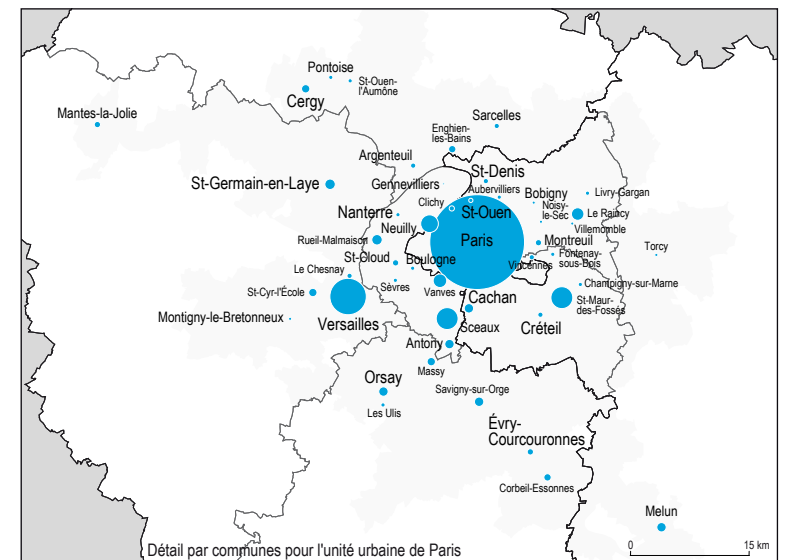 Pontoise
St-Ouen-
l'Aumône
Cergy
Mantes-la-Jolie
Sarcelles
Enghien-
les-Bains
Argenteuil
St-Denis
St-Germain-en-Laye
Gennevilliers
Aubervilliers
Bobigny
Livry-Gargan
Clichy
Noisy-
le-Sec
Nanterre
St-Ouen
Le Raincy
Neuilly
Villemomble
Rueil-Malmaison
Paris
Montreuil
Torcy
St-Cloud
Boulogne
Vincennes
Fontenay-
sous-Bois
Le Chesnay
Champigny-sur-Marne
St-Cyr-l'École
Sèvres
Vanves
Cachan
St-Maur-
des-Fossés
Montigny-le-Bretonneux
Versailles
Sceaux
Créteil
Antony
Massy
Orsay
Savigny-sur-Orge
Les Ulis
Évry-
Courcouronnes
Corbeil-Essonnes
Melun
0
15 km
Détail par communes pour l'unité urbaine de Paris